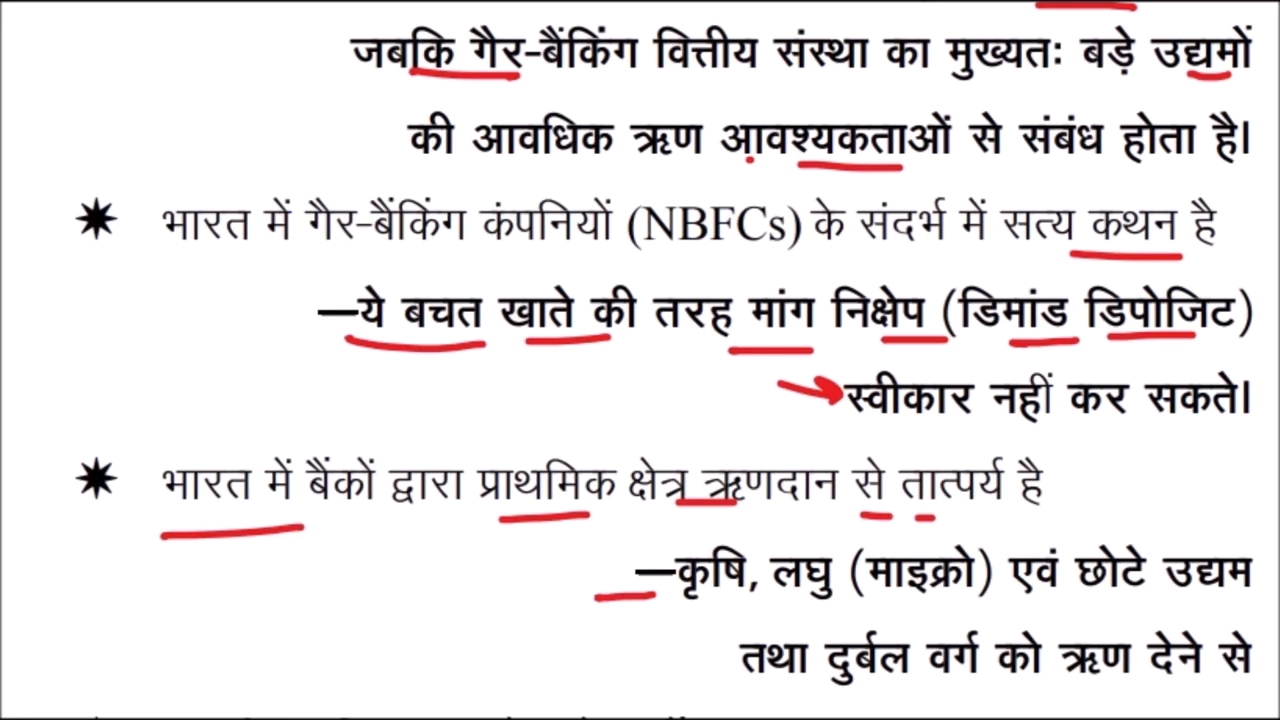 जबकि गैर-बैंकिंग वित्तीय संस्था का मुख्यतः बड़े उद्यमों
की आवधिक ऋण आवश्यकताओं से संबंध होता है।
✷ भारत में गैर-बैंकिंग कंपनियों (NBFCs) के संदर्भ में सत्य कथन है
—ये बचत खाते की तरह मांग निक्षेप (डिमांड डिपोजिट)
स्वीकार नहीं कर सकते।
✷ भारत में बैंकों द्वारा प्राथमिक क्षेत्र ऋणदान से तात्पर्य है
—कृषि, लघु (माइक्रो) एवं छोटे उद्यम
तथा दुर्बल वर्ग को ऋण देने से